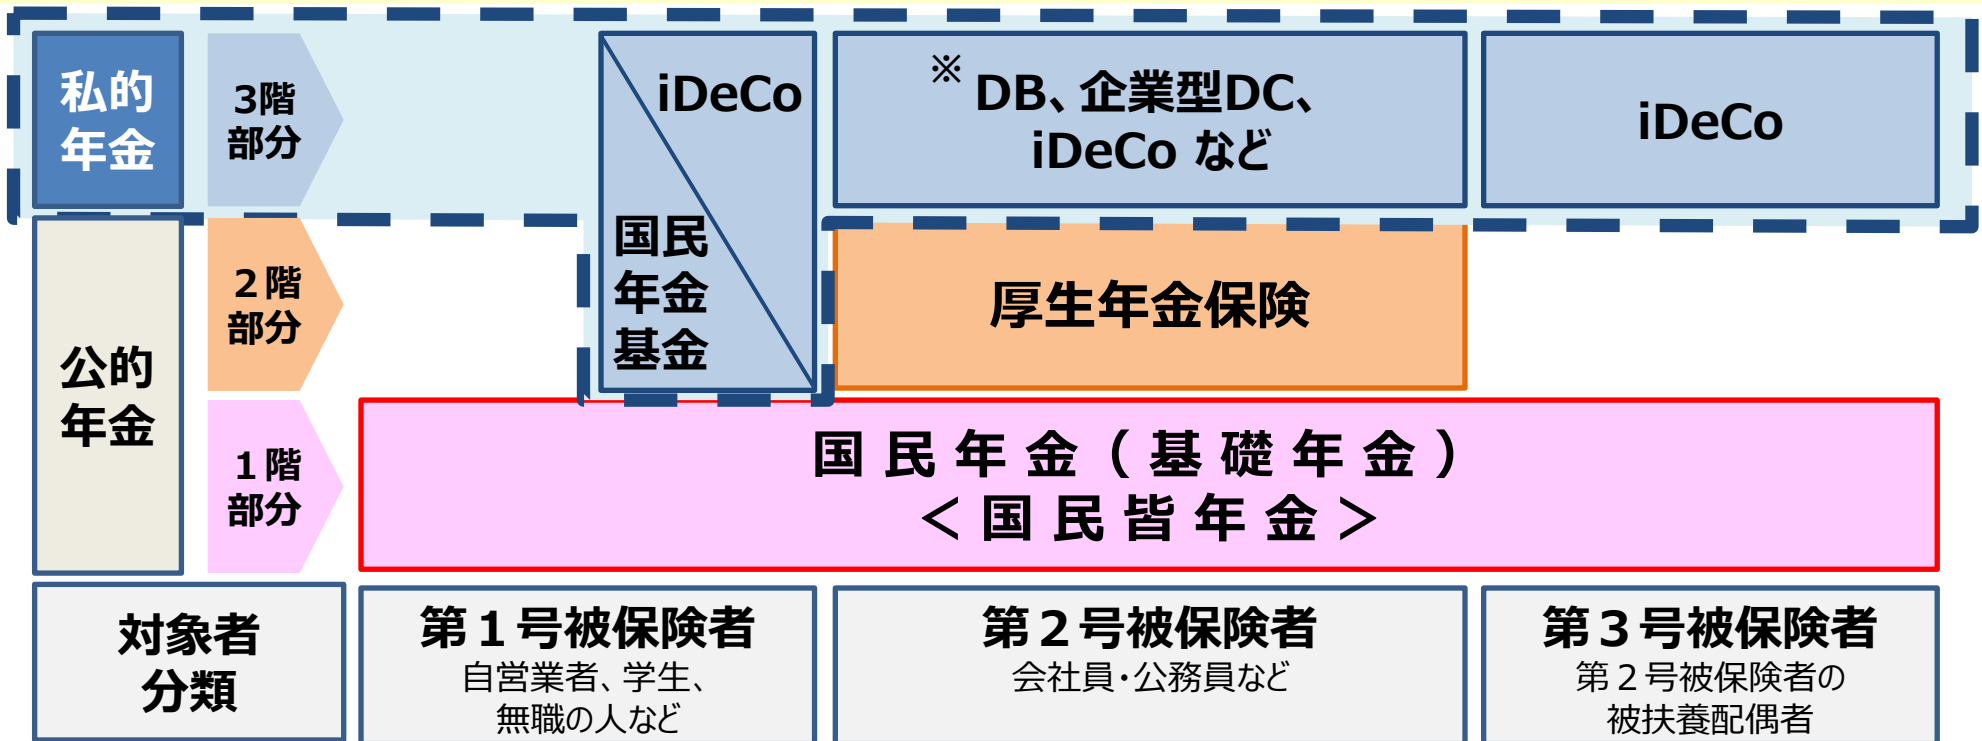 私的
年金
3階
部分
iDeCo
国民
年金
基金
※ DB、企業型DC、
iDeCo など
iDeCo
公的
年金
２階
部分
厚生年金保険
１階
部分
国民年金（基礎年金）
＜国民皆年金＞
対象者
分類
第１号被保険者
自営業者、学生、
無職の人など
第２号被保険者
会社員・公務員など
第３号被保険者
第２号被保険者の
被扶養配偶者